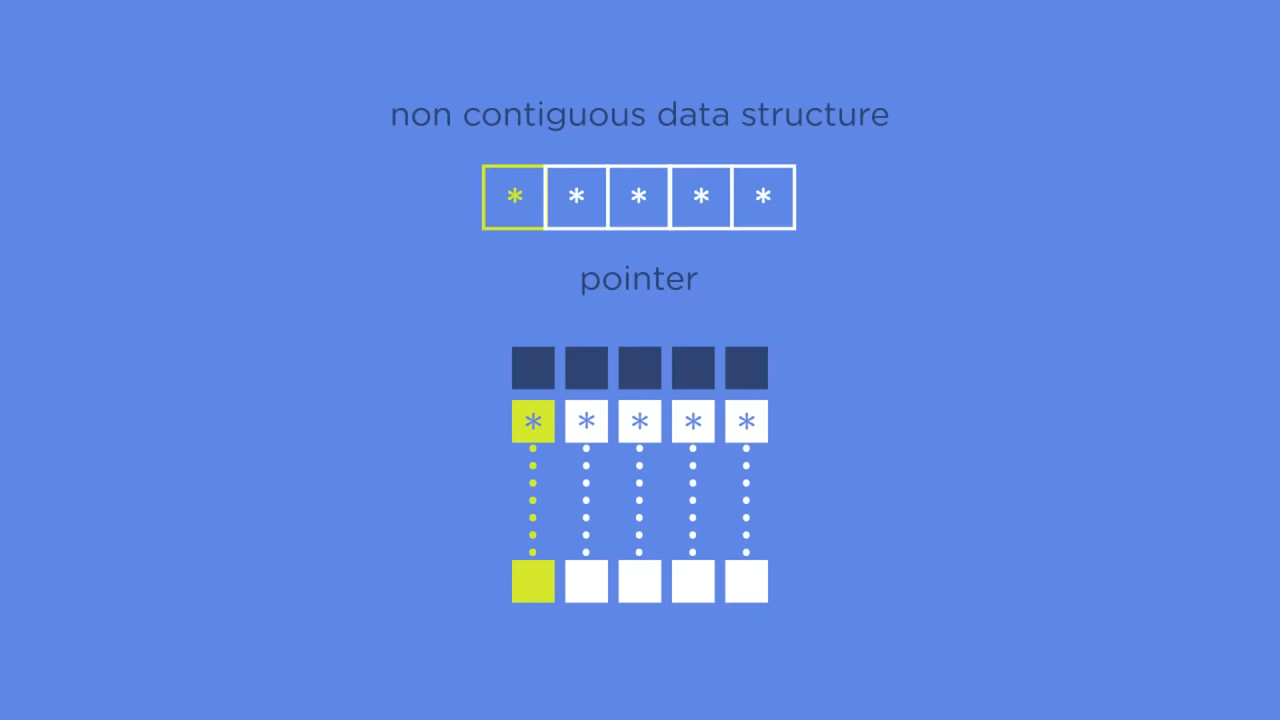 non contiguous data structure
* * * * *
pointer
* * * * *